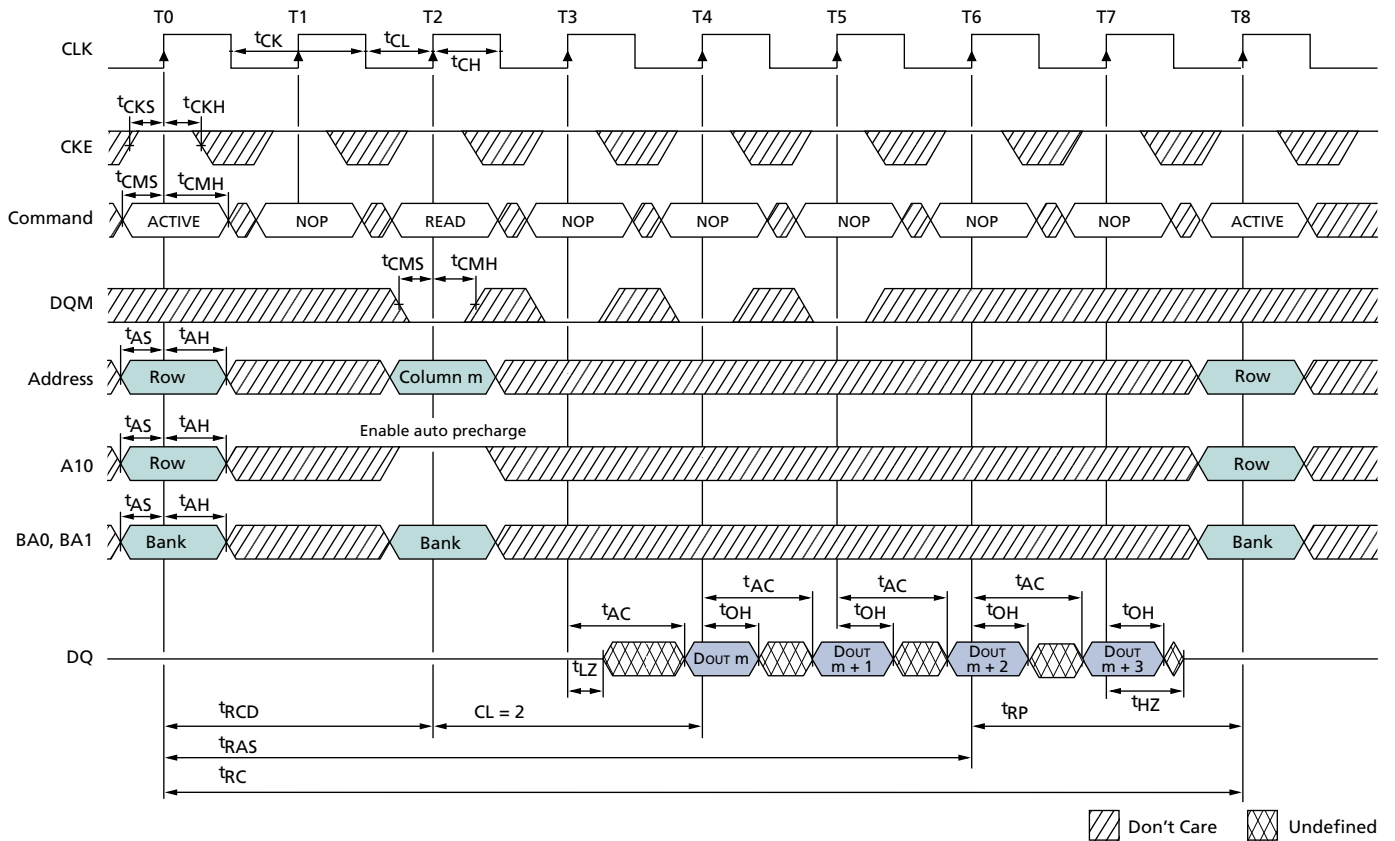 T0 T1 T2 T3 T4 T5 T6 T7 T8
CLK
tCK tCL
tCH
tCKS tCKH
CKE
tCMS tCMH
Command ACTIVE NOP READ NOP NOP NOP NOP NOP ACTIVE
tCMS tCMH
DQM
tAS tAH
Address Row Column m Row
tAS tAH Enable auto precharge
A10 Row Row
tAS tAH
BA0, BA1 Bank Bank Bank
tAC tAC tAC
tAC tOH tOH tOH tOH
DQ DOUT m DOUT m + 1 DOUT m + 2 DOUT m + 3
tLZ tHZ
tRCD CL = 2 tRP
tRAS
tRC
Don't Care Undefined